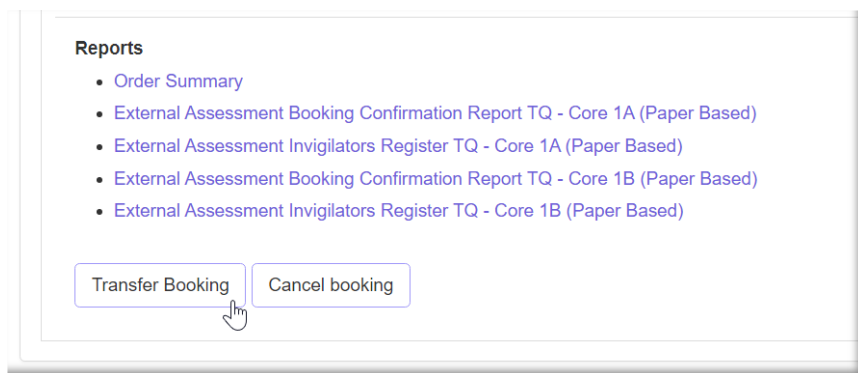 Reports
Order Summary
External Assessment Booking Confirmation Report TQ - Core 1A (Paper Based)
External Assessment Invigilators Register TQ - Core 1A (Paper Based)
External Assessment Booking Confirmation Report TQ - Core 1B (Paper Based)
External Assessment Invigilators Register TQ - Core 1B (Paper Based)
Transfer Booking
Cancel booking